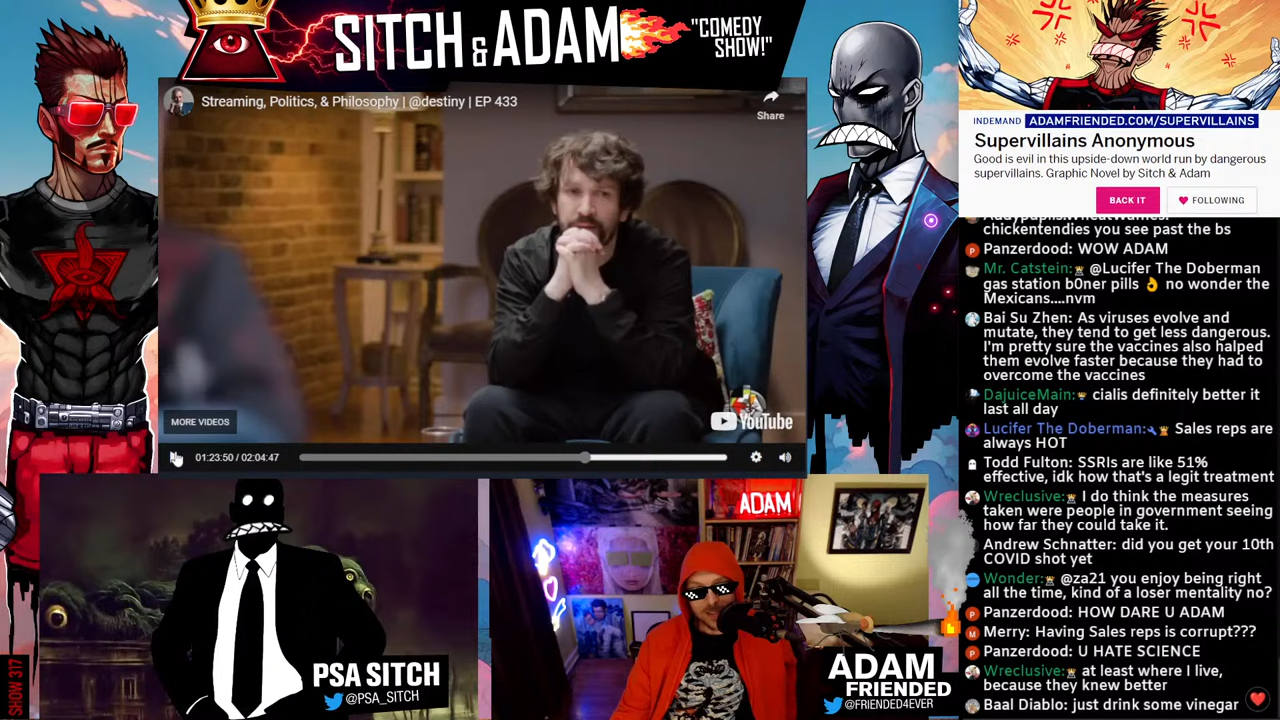 SITCH & ADAM
"COMEDY
SHOW!"
Streaming, Politics, & Philosophy | @destiny | EP 433
Share
MORE VIDEOS
YouTube
01:23:50 / 02:04:47
ADAM
PSA SITCH
@PSA_SITCH
ADAM
FRIENDED
@FRIENDED4EVER
SHOW 317
INDEMAND ADAMFRIENDED.COM/SUPERVILLAINS
Supervillains Anonymous
Good is evil in this upside-down world run by dangerous
supervillains. Graphic Novel by Sitch & Adam
BACK IT
FOLLOWING
chickentendies you see past the bs
Panzerdood: WOW ADAM
Mr. Catstein: @Lucifer The Doberman
gas station b0ner pills 👌 no wonder the
Mexicans....nvm
Bai Su Zhen: As viruses evolve and
mutate, they tend to get less dangerous.
I'm pretty sure the vaccines also helped
them evolve faster because they had to
overcome the vaccines
DajuiceMain: cialis definitely better it
last all day
Lucifer The Doberman: Sales reps are
always HOT
Todd Fulton: SSRIs are like 51%
effective, idk how that's a legit treatment
Wreclusive: I do think the measures
taken were people in government seeing
how far they could take it.
Andrew Schnatter: did you get your 10th
COVID shot yet
Wonder: @za21 you enjoy being right
all the time, kind of a loser mentality no?
Panzerdood: HOW DARE U ADAM
Merry: Having Sales reps is corrupt???
Panzerdood: U HATE SCIENCE
Wreclusive: at least where I live,
because they knew better
Baal Diablo: just drink some vinegar